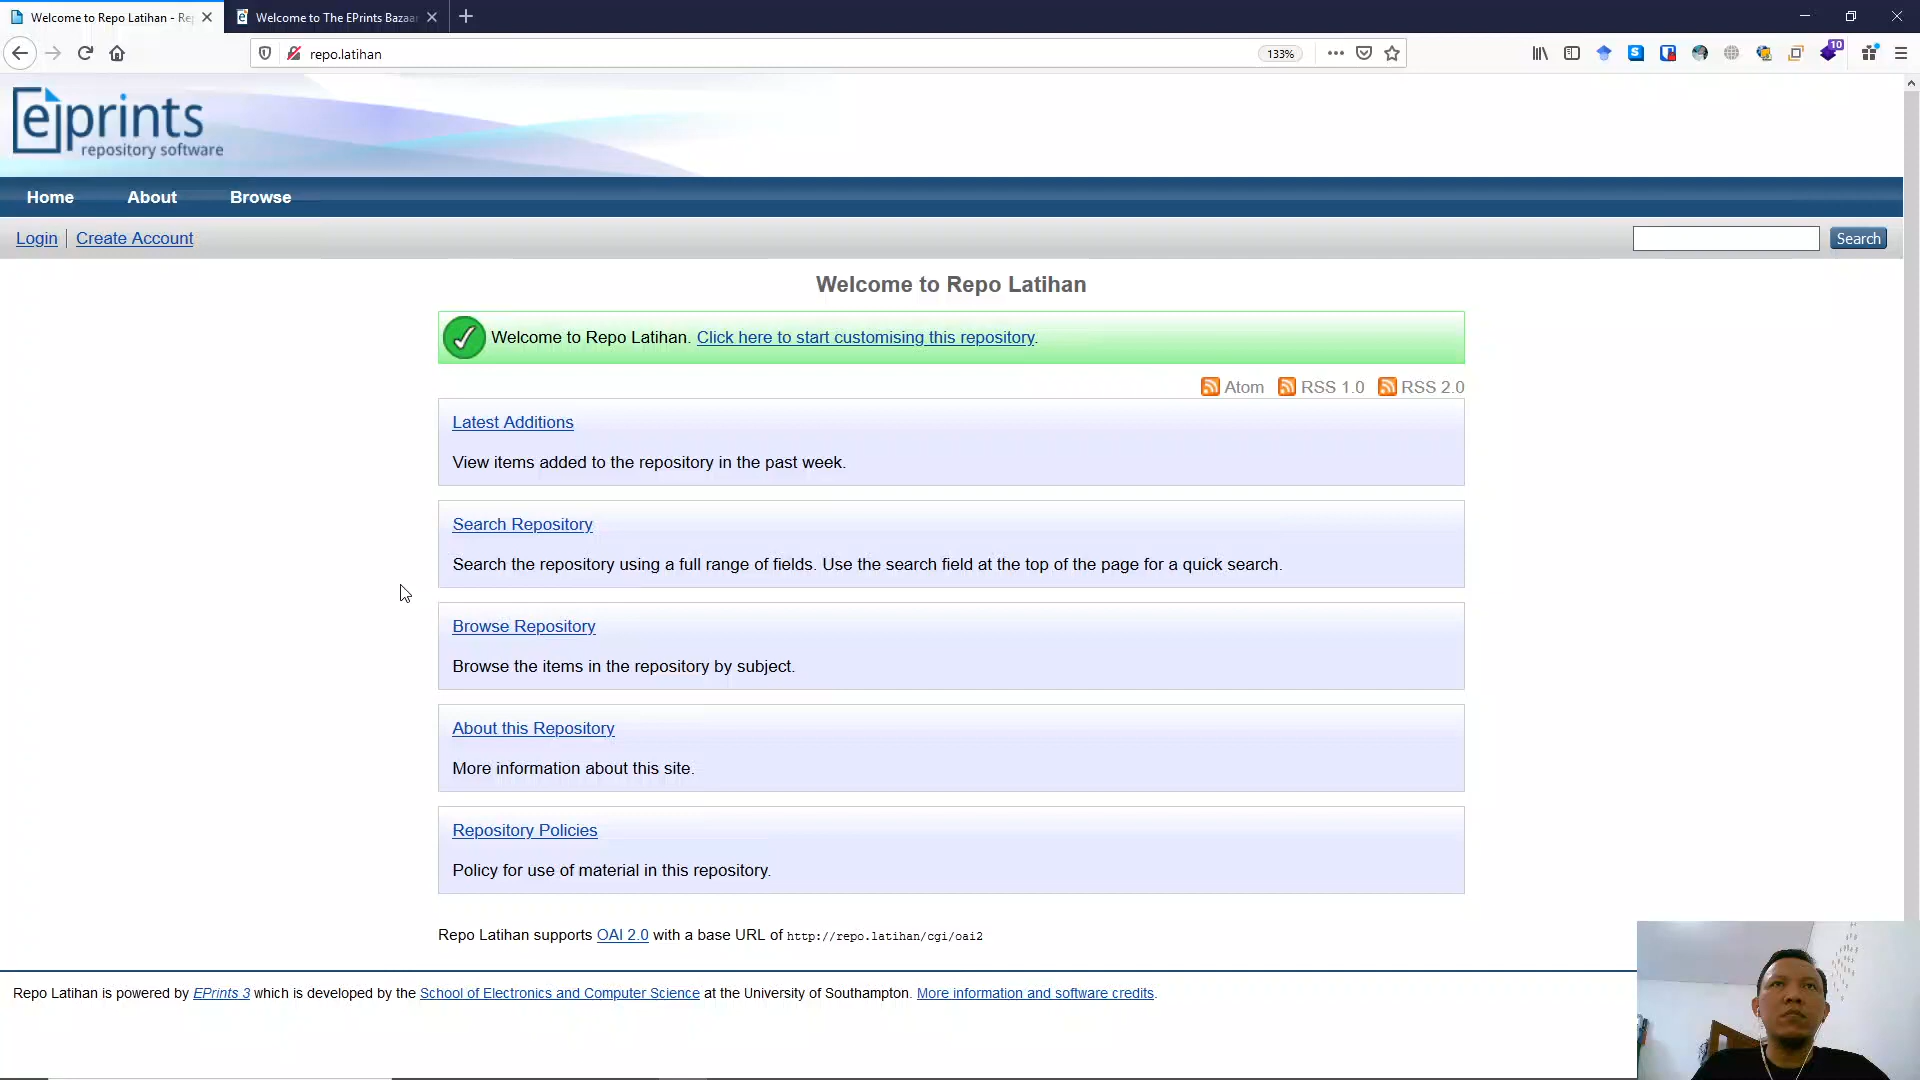 Welcome to Repo Latihan - Re
Welcome to The EPrints Bazaa
repo.latihan
133%
10
eprints
repository software
Home About Browse
Login Create Account
Search
Welcome to Repo Latihan
Welcome to Repo Latihan. Click here to start customising this repository.
Atom RSS 1.0 RSS 2.0
Latest Additions
View items added to the repository in the past week.
Search Repository
Search the repository using a full range of fields. Use the search field at the top of the page for a quick search.
Browse Repository
Browse the items in the repository by subject.
About this Repository
More information about this site.
Repository Policies
Policy for use of material in this repository.
Repo Latihan supports OAI 2.0 with a base URL of http://repo.latihan/cgi/oai2
Repo Latihan is powered by EPrints 3 which is developed by the School of Electronics and Computer Science at the University of Southampton. More information and software credits.